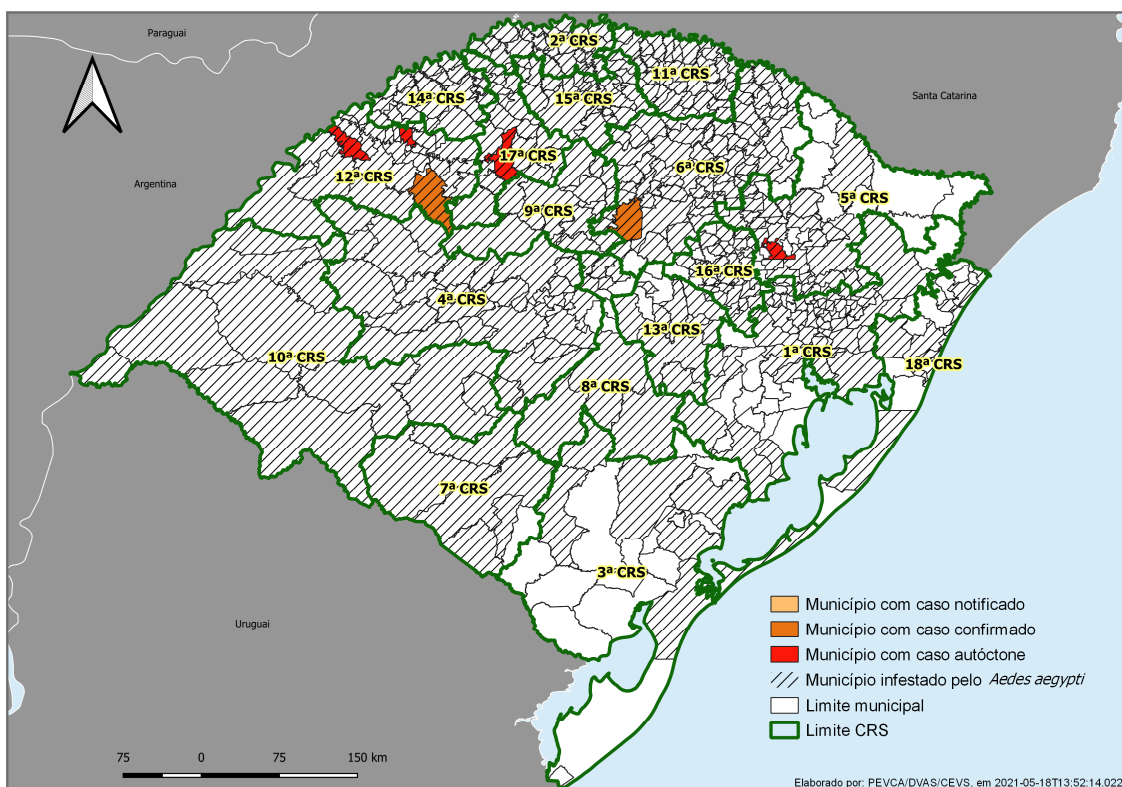 Paraguai
2ª CRS
11ª CRS
14ª CRS
15ª CRS
Santa Catarina
17ª CRS
6ª CRS
12ª CRS
Argentina
5ª CRS
9ª CRS
16ª CRS
4ª CRS
13ª CRS
10ª CRS
1ª CRS
18ª CRS
8ª CRS
7ª CRS
3ª CRS
Uruguai
Município com caso notificado
Município com caso confirmado
Município com caso autóctone
Município infestado pelo Aedes aegypti
Limite municipal
Limite CRS
75 0 75 150 km
Elaborado por: PEVCA/DVAS/CEVS. em 2021-05-18T13:52:14.022